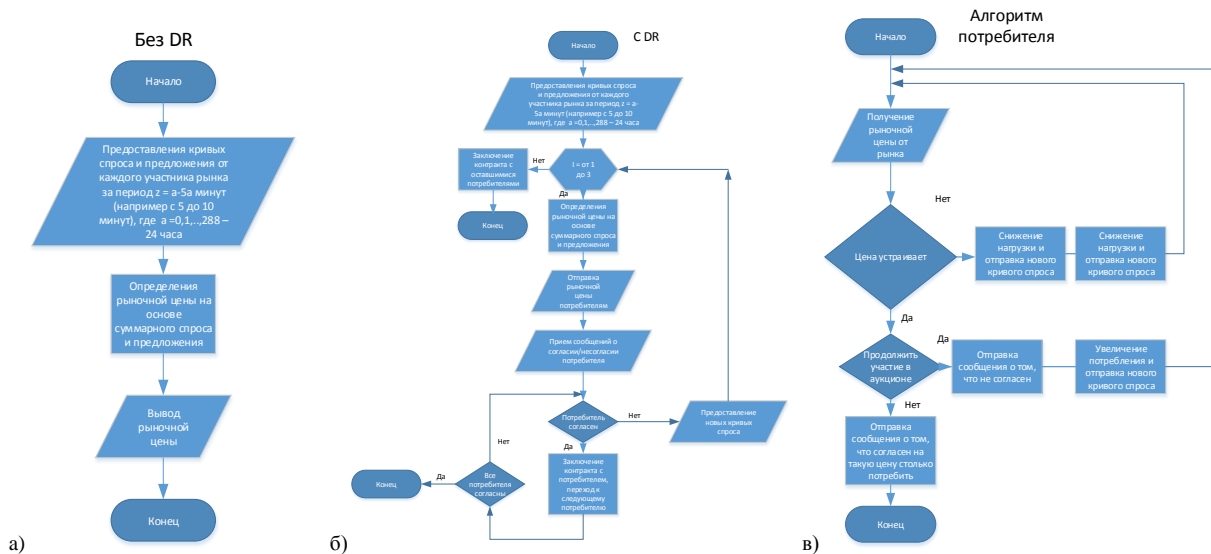 Без DR
Начало
Предоставления кривых
спроса и предложения от
каждого участника рынка
за период z = a-5a минут
(например с 5 до 10
минут), где a =0,1,..,288 –
24 часа
Определения
рыночной цены на
основе
суммарного спроса
и предложения
Вывод
рыночной
цены
Конец
а)
С DR
Начало
Предоставления кривых спроса
и предложения от каждого
участника рынка за период z = a-
5a минут (например с 5 до 10
минут), где a =0,1,..,288 – 24 часа
Заключение
контракта с
оставшимися
потребителями
Нет
I = от 1
до 3
Да
Конец
Определения
рыночной цены на
основе
суммарного спроса
и предложения
Отправка
рыночной
цены
потребителям
Прием сообщений о
согласии/несогласии
потребителя
Потребитель
согласен
Нет
Предоставление
новых кривых
спроса
Нет
Да
Конец
Да
Все
потребителя
согласны
Заключение
контракта с
потребителем,
переход к
следующему
потребителю
б)
Алгоритм
потребителя
Начало
Получение
рыночной
цены от
рынка
Нет
Цена устраивает
Снижение
нагрузки и
отправка нового
кривого спроса
Снижение
нагрузки и
отправка нового
кривого спроса
Да
Продолжить
участие в
аукционе
Да
Отправка
сообщения о том,
что не согласен
Увеличение
потребления и
отправка нового
кривого спроса
Нет
Отправка
сообщения о том,
что согласен на
такую цену столько
потребить
Конец
в)